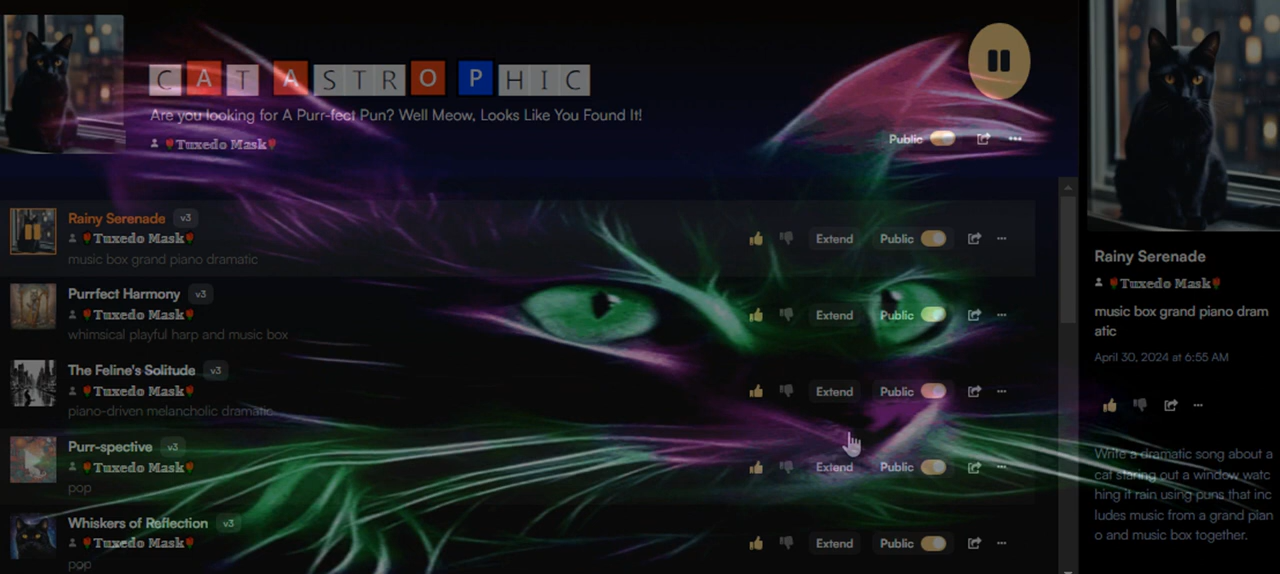 CAT ASTROPHIC
Are you looking for A Purr-fect Pun? Well Meow, Looks Like You Found It!
🌹Tuxedo Mask🌹
Public
Rainy Serenade v3
🌹Tuxedo Mask🌹
music box grand piano dramatic
Extend Public
Purrfect Harmony v3
🌹Tuxedo Mask🌹
whimsical playful harp and music box
Extend Public
The Feline's Solitude v3
🌹Tuxedo Mask🌹
piano-driven melancholic dramatic
Extend Public
Purr-spective v3
🌹Tuxedo Mask🌹
pop
Extend Public
Whiskers of Reflection v3
🌹Tuxedo Mask🌹
pop
Extend Public
Rainy Serenade
🌹Tuxedo Mask🌹
music box grand piano dram
atic
April 30, 2024 at 6:55 AM
Write a dramatic song about a
cat staring out a window watc
hing it rain using puns that inc
ludes music from a grand pian
o and music box together.